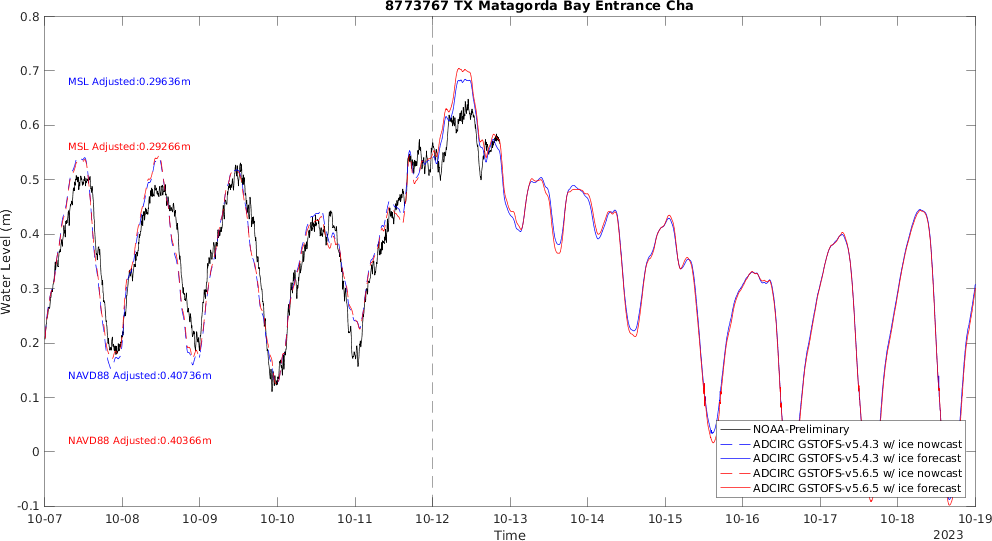 8773767 TX Matagorda Bay Entrance Cha
0.8
0.7
0.6
0.5
0.4
0.3
0.2
0.1
0
-0.1
Water Level (m)
MSL Adjusted:0.29636m
MSL Adjusted:0.29266m
NAVD88 Adjusted:0.40736m
NAVD88 Adjusted:0.40366m
NOAA-Preliminary
ADCIRC GSTOFS-v5.4.3 w/ ice nowcast
ADCIRC GSTOFS-v5.4.3 w/ ice forecast
ADCIRC GSTOFS-v5.6.5 w/ ice nowcast
ADCIRC GSTOFS-v5.6.5 w/ ice forecast
10-07 10-08 10-09 10-10 10-11 10-12 10-13 10-14 10-15 10-16 10-17 10-18 10-19
Time
2023